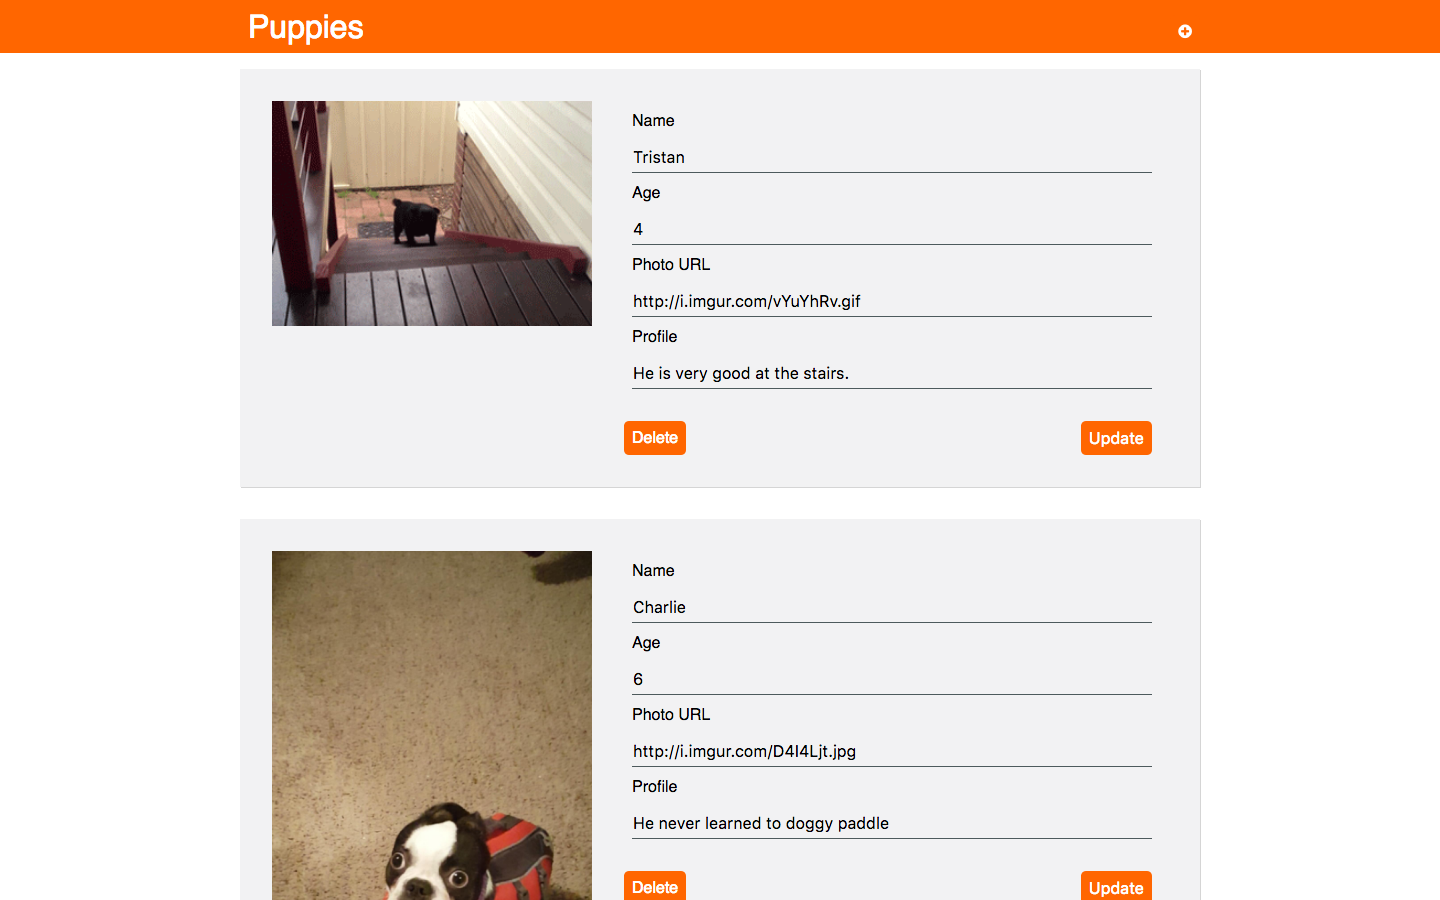 Puppies
Name
Tristan
Age
4
Photo URL
http://i.imgur.com/vYuYhRv.gif
Profile
He is very good at the stairs.
Delete
Update
Name
Charlie
Age
6
Photo URL
http://i.imgur.com/D4I4Ljt.jpg
Profile
He never learned to doggy paddle
Delete
Update